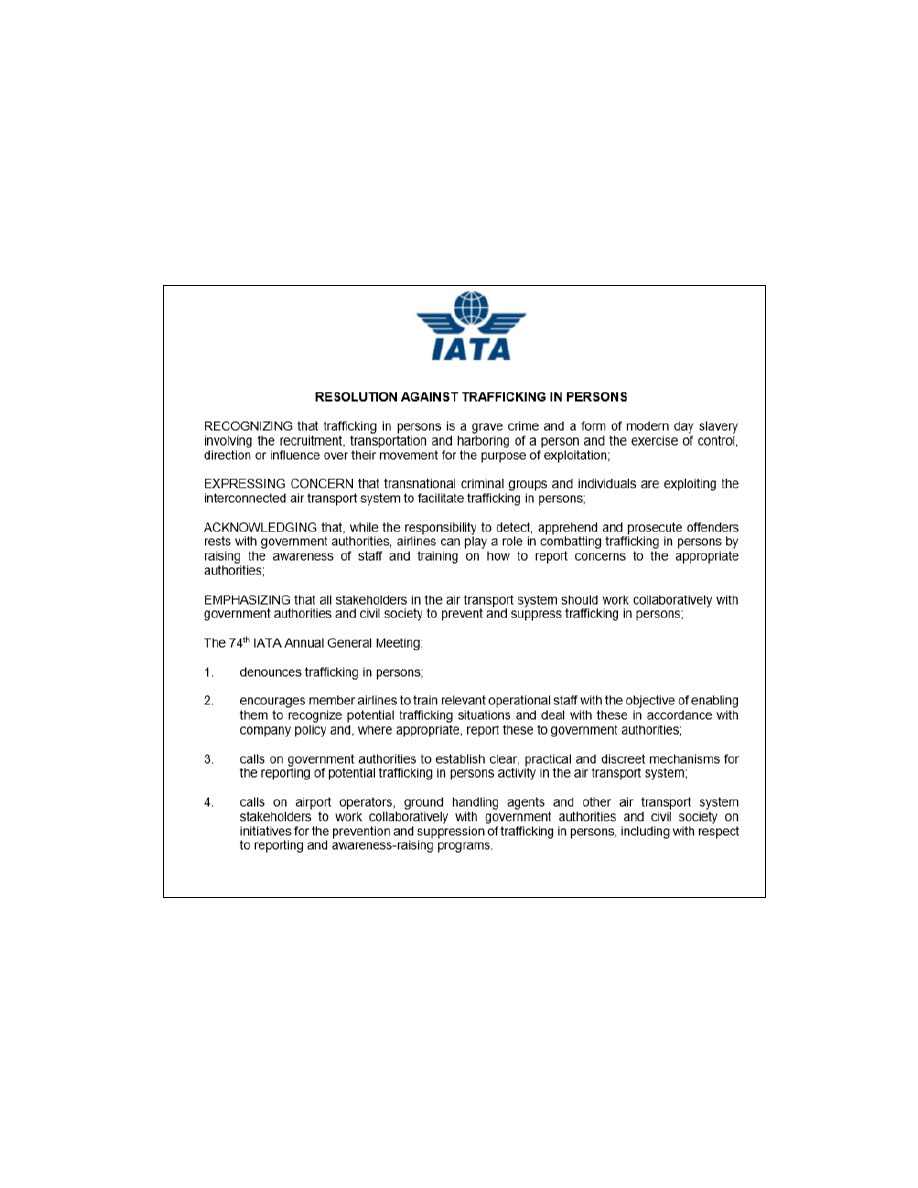 IATA
RESOLUTION AGAINST TRAFFICKING IN PERSONS
RECOGNIZING that trafficking in persons is a grave crime and a form of modern day slavery
involving the recruitment, transportation and harboring of a person and the exercise of control,
direction or influence over their movement for the purpose of exploitation;
EXPRESSING CONCERN that transnational criminal groups and individuals are exploiting the
interconnected air transport system to facilitate trafficking in persons;
ACKNOWLEDGING that, while the responsibility to detect, apprehend and prosecute offenders
rests with government authorities, airlines can play a role in combatting trafficking in persons by
raising the awareness of staff and training on how to report concerns to the appropriate
authorities;
EMPHASIZING that all stakeholders in the air transport system should work collaboratively with
government authorities and civil society to prevent and suppress trafficking in persons;
The 74th IATA Annual General Meeting:
1. denounces trafficking in persons;
2. encourages member airlines to train relevant operational staff with the objective of enabling
them to recognize potential trafficking situations and deal with these in accordance with
company policy and, where appropriate, report these to government authorities;
3. calls on government authorities to establish clear, practical and discreet mechanisms for
the reporting of potential trafficking in persons activity in the air transport system;
4. calls on airport operators, ground handling agents and other air transport system
stakeholders to work collaboratively with government authorities and civil society on
initiatives for the prevention and suppression of trafficking in persons, including with respect
to reporting and awareness-raising programs.